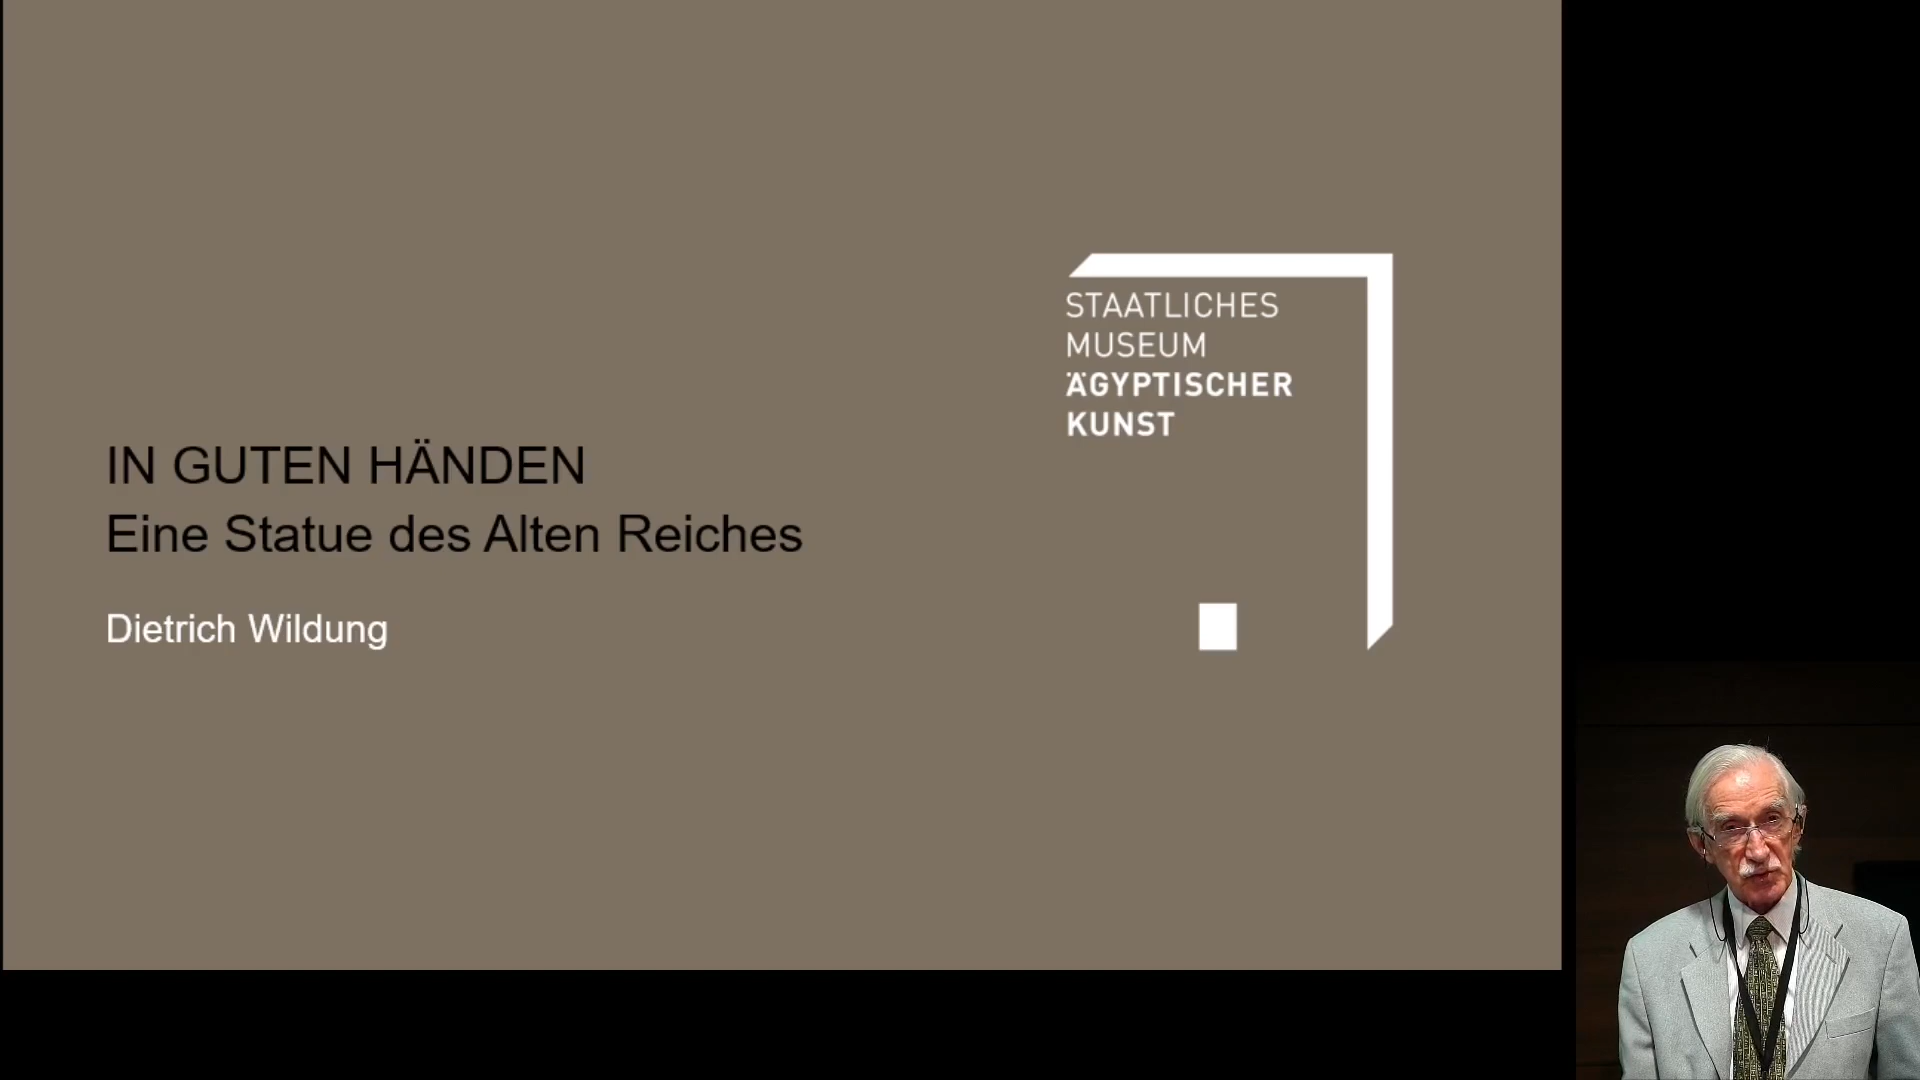 IN GUTEN HÄNDEN
Eine Statue des Alten Reiches
Dietrich Wildung
STAATLICHES
MUSEUM
ÄGYPTISCHER
KUNST